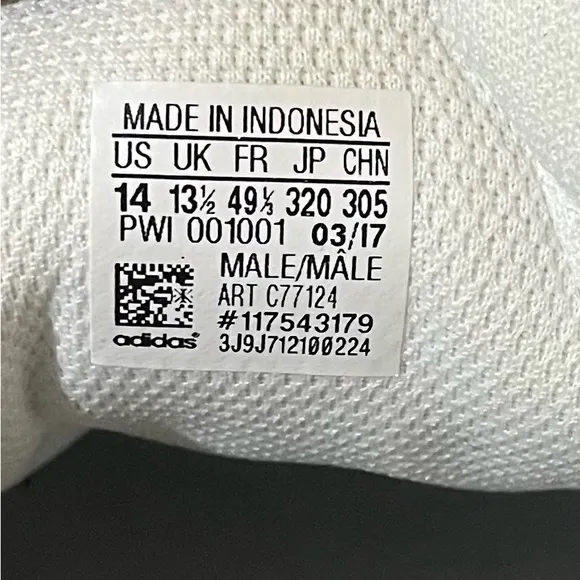 MADE IN INDONESIA
US UK FR JP CHN
14 13½ 49⅓ 320 305
PWI 001001 03/17
MALE/MÂLE
ART C77124
#117543179
adidas 3J9J712100224